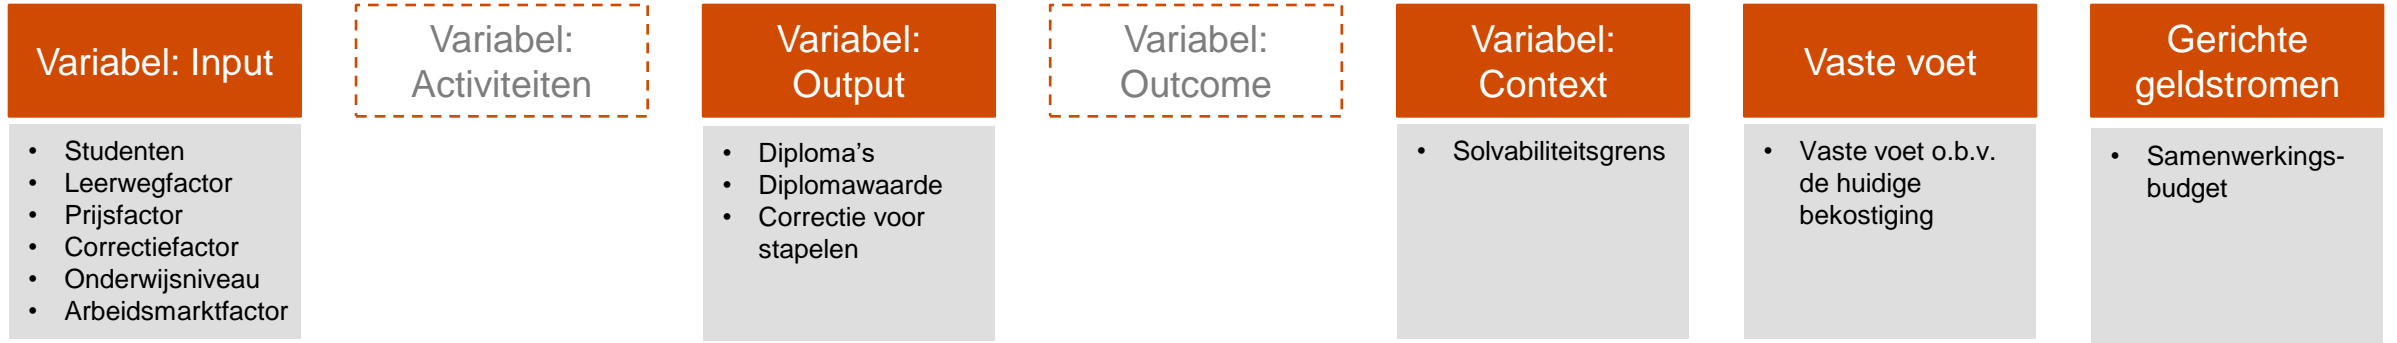 Variabel: Input
• Studenten
• Leerwegfactor
• Prijsfactor
• Correctiefactor
• Onderwijsniveau
• Arbeidsmarktfactor
Variabel:
Activiteiten
Variabel:
Output
• Diploma’s
• Diplomawaarde
• Correctie voor
stapelen
Variabel:
Outcome
Variabel:
Context
• Solvabiliteitsgrens
Vaste voet
• Vaste voet o.b.v.
de huidige
bekostiging
Gerichte
geldstromen
• Samenwerkings-
budget